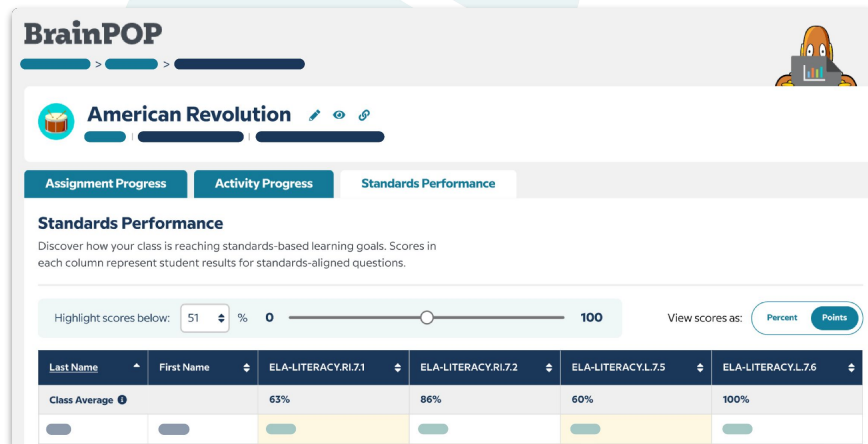 BrainPOP
> >
American Revolution
Assignment Progress Activity Progress Standards Performance
Standards Performance
Discover how your class is reaching standards-based learning goals. Scores in
each column represent student results for standards-aligned questions.
Highlight scores below: 51 % 0 100 View scores as: Percent Points
Last Name First Name ELA-LITERACY.RI.7.1 ELA-LITERACY.RI.7.2 ELA-LITERACY.L.7.5 ELA-LITERACY.L.7.6
Class Average 63% 86% 60% 100%